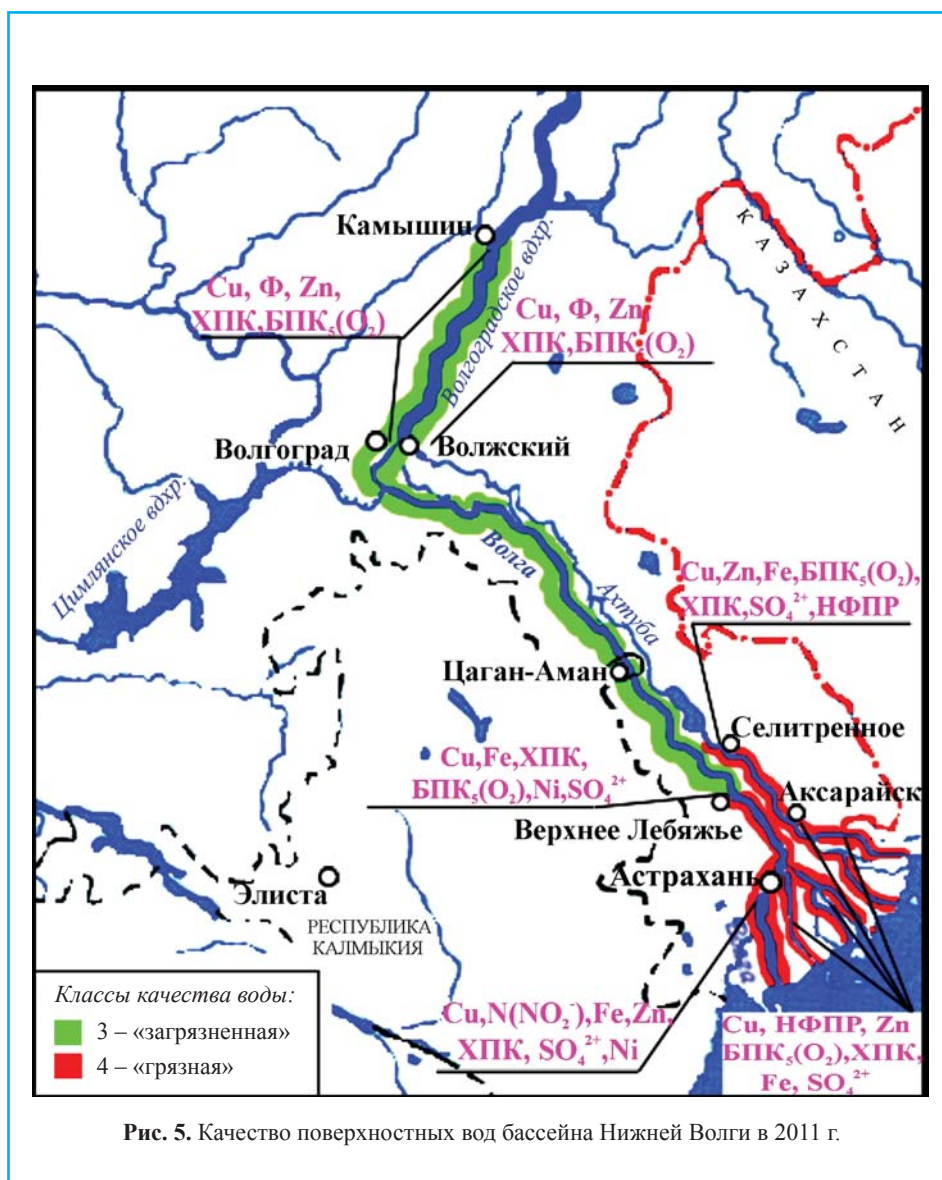 Камышин
Волгоградское вдхр.
КАЗАХСТАН
Cu, Ф, Zn,
ХПК,БПК₅(O₂)
Cu, Ф, Zn,
ХПК,БПК₅(O₂)
Волгоград
Волжский
Цимлянское вдхр.
Волга
Ахтуба
Cu,Zn,Fe,БПК₅(O₂),
ХПК,SO₄²⁺,НФПР
Цаган-Аман
Селитренное
Cu,Fe,ХПК,
БПК₅(O₂),Ni,SO₄²⁺
Аксарайск
Верхнее Лебяжье
Астрахань
Элиста
РЕСПУБЛИКА
КАЛМЫКИЯ
Волга
Классы качества воды:
3 – «загрязненная»
4 – «грязная»
Cu,N(NO₂⁻),Fe,Zn,
ХПК, SO₄²⁺,Ni
Cu, НФПР, Zn
БПК₅(O₂),ХПК,
Fe, SO₄²⁺
Рис. 5. Качество поверхностных вод бассейна Нижней Волги в 2011 г.